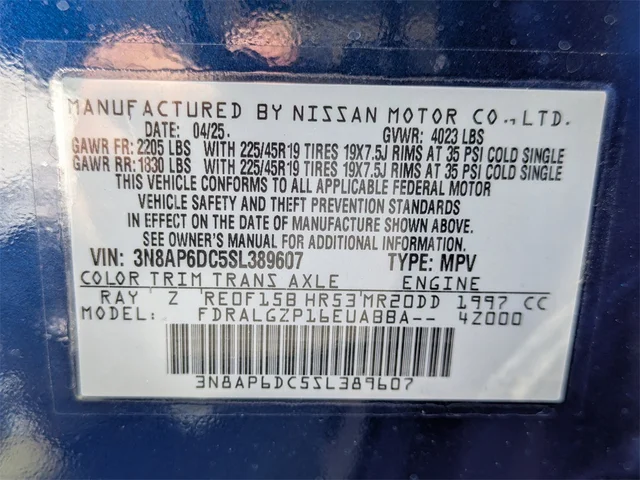 MANUFACTURED BY NISSAN MOTOR CO., LTD.
DATE: 04/25. GVWR: 4023 LBS
GAWR FR: 2205 LBS WITH 225/45R19 TIRES 19X7.5J RIMS AT 35 PSI COLD SINGLE
GAWR RR: 1830 LBS WITH 225/45R19 TIRES 19X7.5J RIMS AT 35 PSI COLD SINGLE
THIS VEHICLE CONFORMS TO ALL APPLICABLE FEDERAL MOTOR
VEHICLE SAFETY AND THEFT PREVENTION STANDARDS
IN EFFECT ON THE DATE OF MANUFACTURE SHOWN ABOVE.
SEE OWNER'S MANUAL FOR ADDITIONAL INFORMATION.
VIN: 3N8AP6DC5SL389607 TYPE: MPV
COLOR TRIM TRANS AXLE ENGINE
RAY Z RE0F15B HR53 MR20DD 1997 CC
MODEL: FDRALGZP16EUABBA-- 4Z000
3N8AP6DC5SL389607